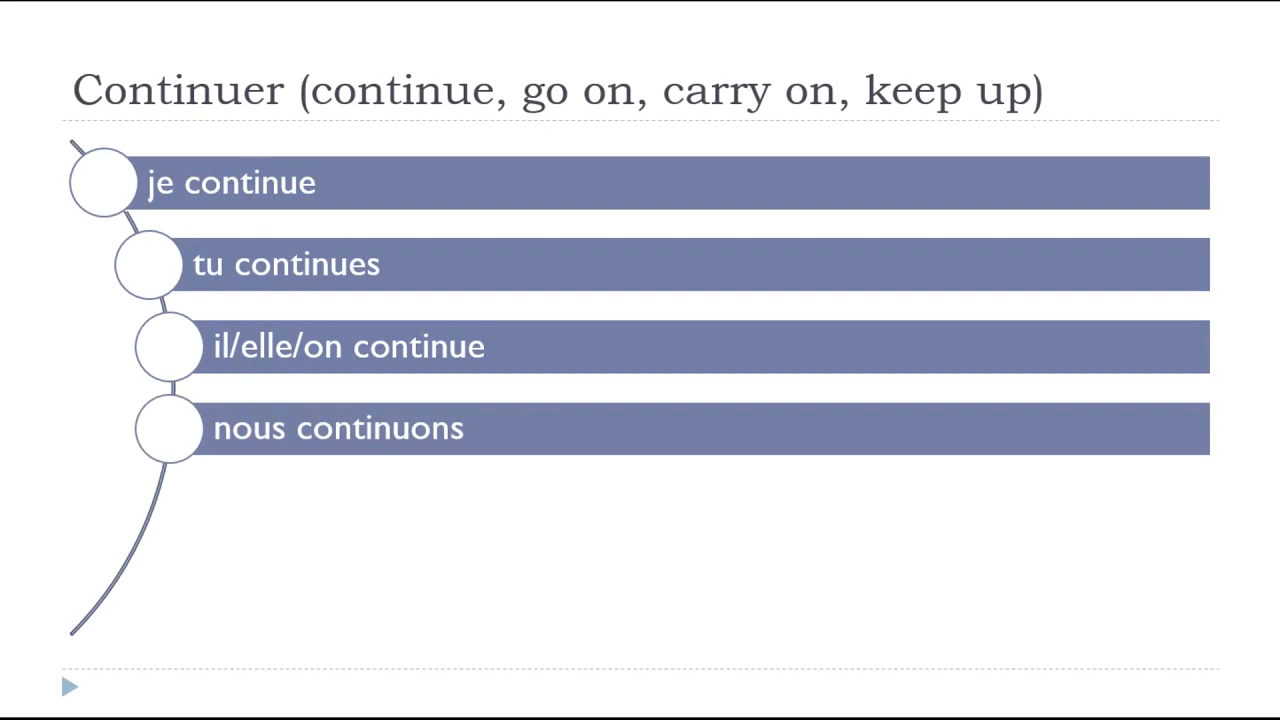 Continuer (continue, go on, carry on, keep up)
je continue
tu continues
il/elle/on continue
nous continuons